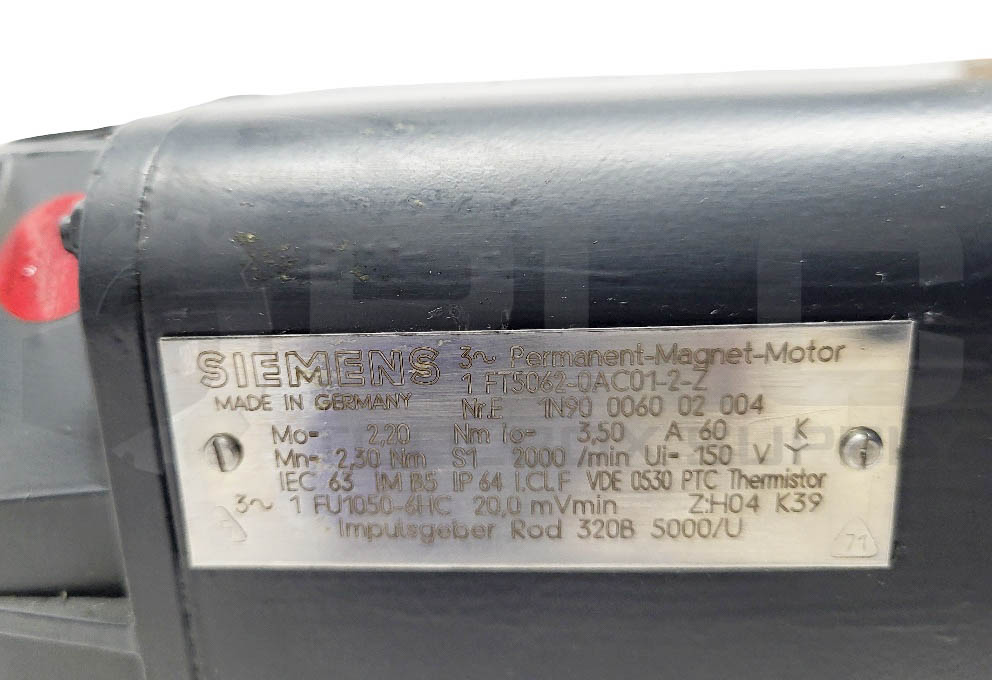 SIEMENS 3~ Permanent-Magnet-Motor
1 FT5062-0AC01-2-Z
MADE IN GERMANY Nr.E 1N90 0060 02 004
Mo= 2,20 Nm Io= 3,50 A 60 K
Mn= 2,30 Nm S1 2000 /min Ui= 150 V Y
IEC 63 IM B5 IP 64 I.CLF VDE 0530 PTC Thermistor
3~ 1 FU1050-6HC 20,0 mVmin Z:H04 K39
Impulsgeber Rod 320B 5000/U
71
PLC